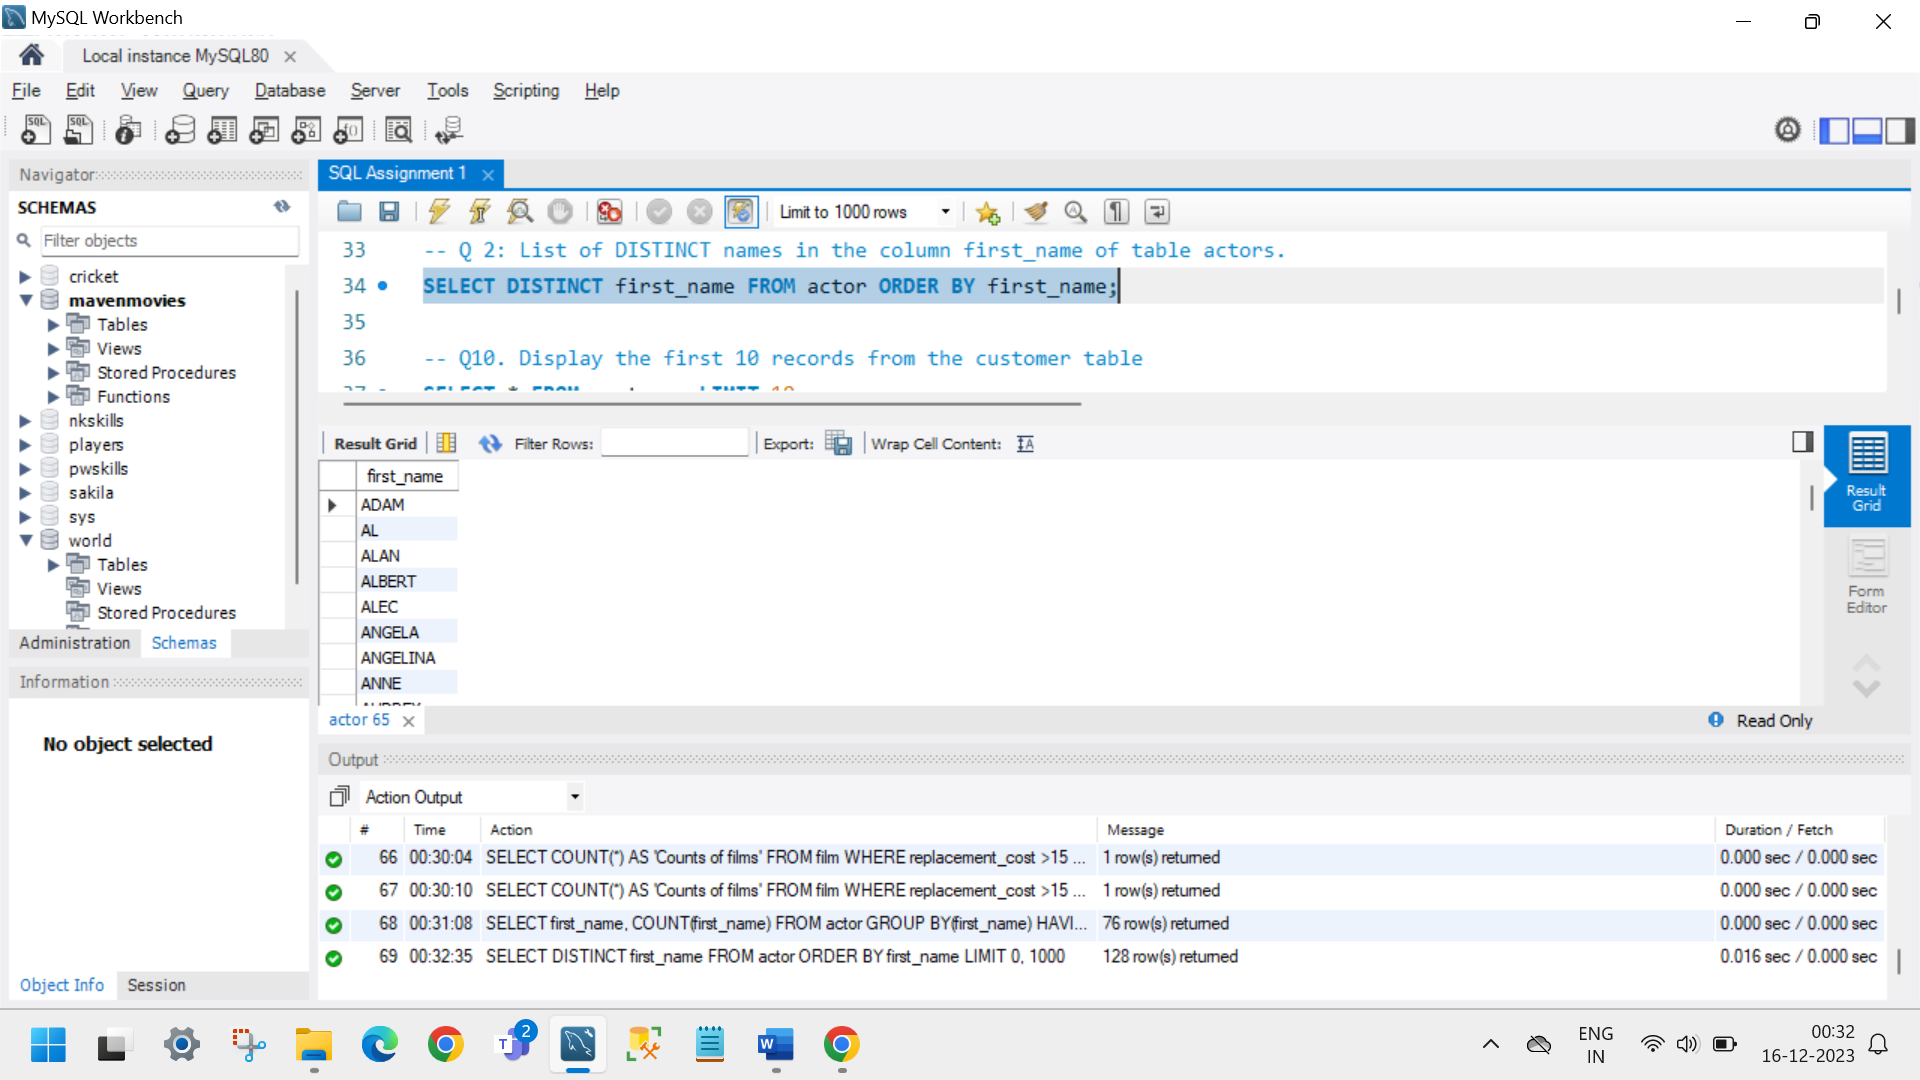 MySQL Workbench
Local instance MySQL80
File Edit View Query Database Server Tools Scripting Help
Navigator
SCHEMAS
Filter objects
cricket
mavenmovies
Tables
Views
Stored Procedures
Functions
nkskills
players
pwskills
sakila
sys
world
Tables
Views
Stored Procedures
Administration Schemas
Information
No object selected
Object Info Session
SQL Assignment 1
Limit to 1000 rows
33 -- Q 2: List of DISTINCT names in the column first_name of table actors.
34 SELECT DISTINCT first_name FROM actor ORDER BY first_name;
35
36 -- Q10. Display the first 10 records from the customer table
Result Grid Filter Rows: Export: Wrap Cell Content:
first_name
ADAM
AL
ALAN
ALBERT
ALEC
ANGELA
ANGELINA
ANNE
Result
Grid
Form
Editor
actor 65
Read Only
Output
Action Output
# Time Action Message Duration / Fetch
66 00:30:04 SELECT COUNT(*) AS 'Counts of films' FROM film WHERE replacement_cost >15 ... 1 row(s) returned 0.000 sec / 0.000 sec
67 00:30:10 SELECT COUNT(*) AS 'Counts of films' FROM film WHERE replacement_cost >15 ... 1 row(s) returned 0.000 sec / 0.000 sec
68 00:31:08 SELECT first_name, COUNT(first_name) FROM actor GROUP BY(first_name) HAVI... 76 row(s) returned 0.000 sec / 0.000 sec
69 00:32:35 SELECT DISTINCT first_name FROM actor ORDER BY first_name LIMIT 0, 1000 128 row(s) returned 0.016 sec / 0.000 sec
2
ENG
IN
00:32
16-12-2023